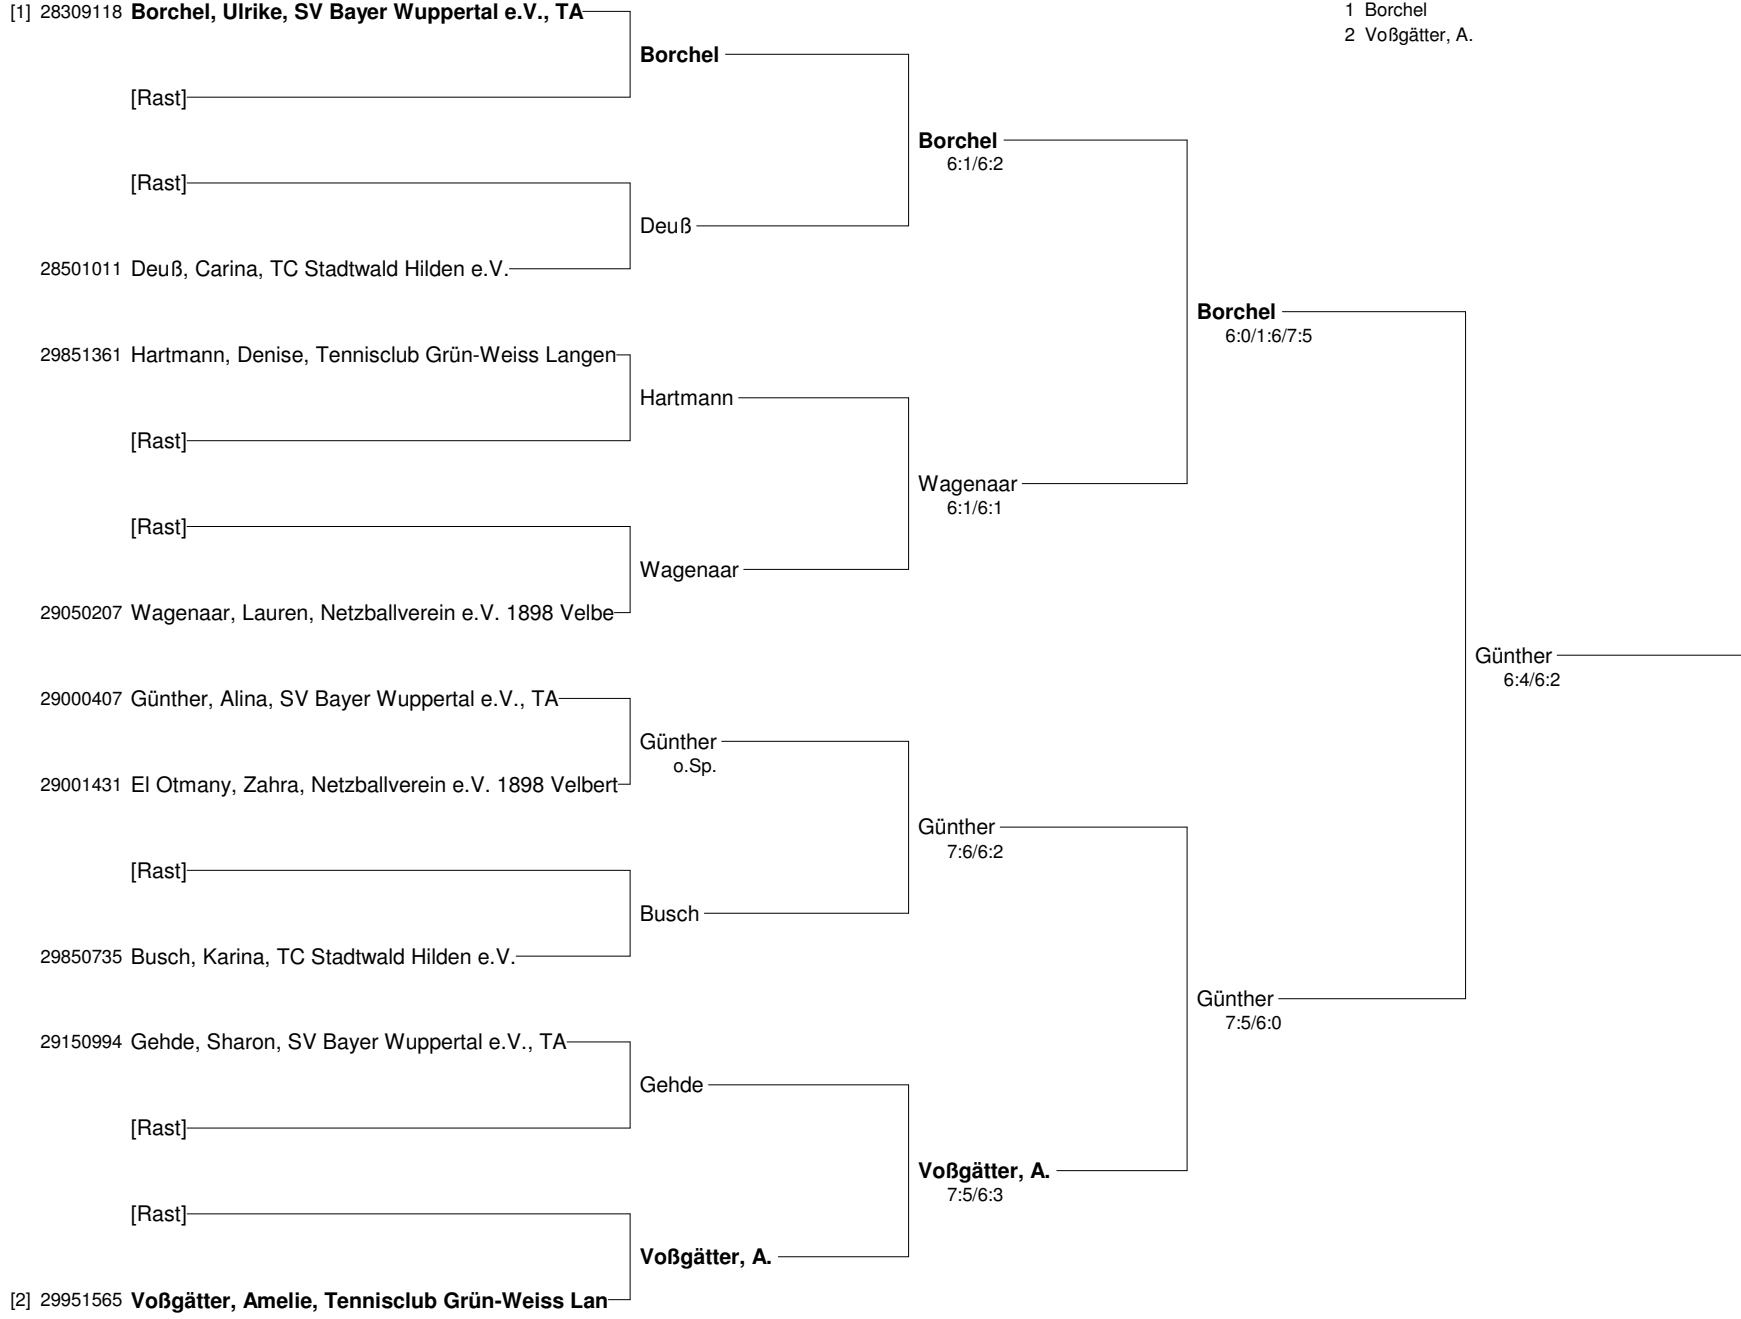 [1] 28309118 Borchel, Ulrike, SV Bayer Wuppertal e.V., TA
1 Borchel
2 Voßgätter, A.
Borchel
[Rast]
Borchel
6:1/6:2
[Rast]
Deuß
28501011 Deuß, Carina, TC Stadtwald Hilden e.V.
Borchel
6:0/1:6/7:5
29851361 Hartmann, Denise, Tennisclub Grün-Weiss Langen
Hartmann
[Rast]
Wagenaar
6:1/6:1
[Rast]
Wagenaar
29050207 Wagenaar, Lauren, Netzballverein e.V. 1898 Velbe
Günther
6:4/6:2
29000407 Günther, Alina, SV Bayer Wuppertal e.V., TA
Günther
o.Sp.
29001431 El Otmany, Zahra, Netzballverein e.V. 1898 Velbert
Günther
7:6/6:2
[Rast]
Busch
29850735 Busch, Karina, TC Stadtwald Hilden e.V.
Günther
7:5/6:0
29150994 Gehde, Sharon, SV Bayer Wuppertal e.V., TA
Gehde
[Rast]
Voßgätter, A.
7:5/6:3
[Rast]
Voßgätter, A.
[2] 29951565 Voßgätter, Amelie, Tennisclub Grün-Weiss Lan